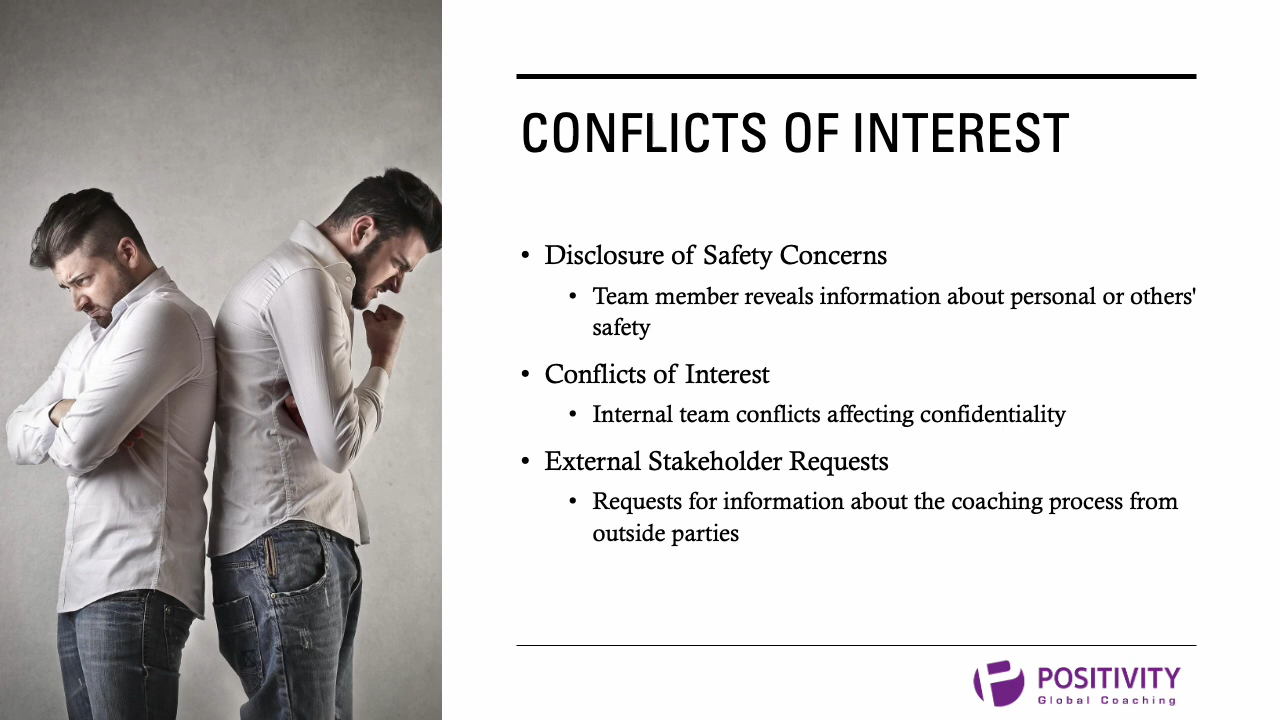 CONFLICTS OF INTEREST
• Disclosure of Safety Concerns
• Team member reveals information about personal or others'
safety
• Conflicts of Interest
• Internal team conflicts affecting confidentiality
• External Stakeholder Requests
• Requests for information about the coaching process from
outside parties
POSITIVITY
Global Coaching